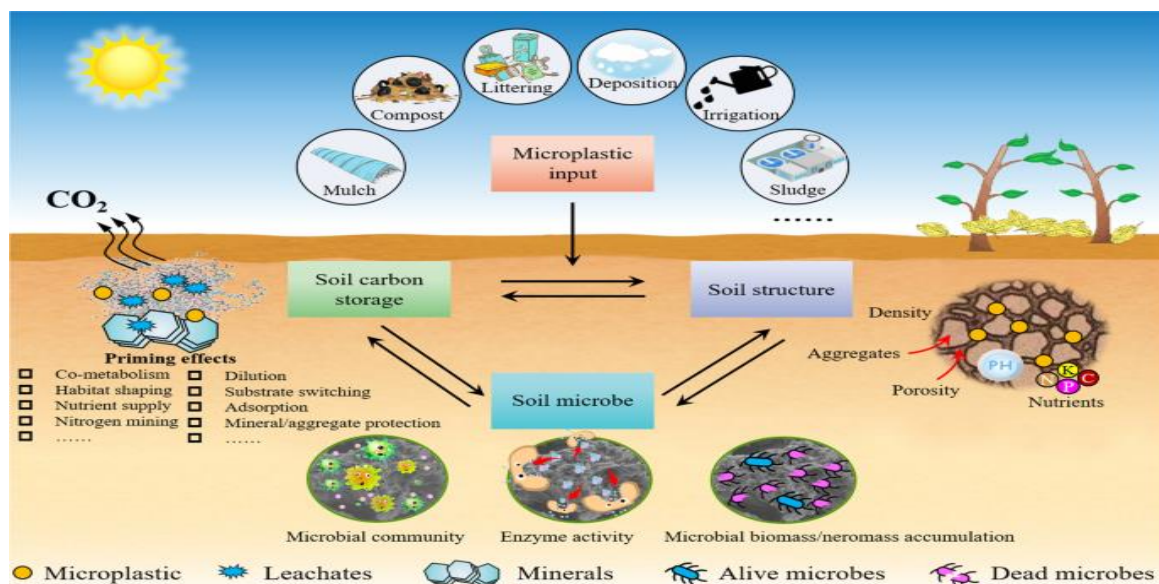 Littering
Deposition
Compost
Irrigation
Microplastic
input
Mulch
Sludge
......
CO2
Soil carbon
storage
Soil structure
Density
Aggregates
Porosity
PH
N
K
P
C
Nutrients
Priming effects
Co-metabolism
Habitat shaping
Nutrient supply
Nitrogen mining
......
Dilution
Substrate switching
Adsorption
Mineral/aggregate protection
......
Soil microbe
Microbial community
Enzyme activity
Microbial biomass/neromass accumulation
Microplastic
Leachates
Minerals
Alive microbes
Dead microbes